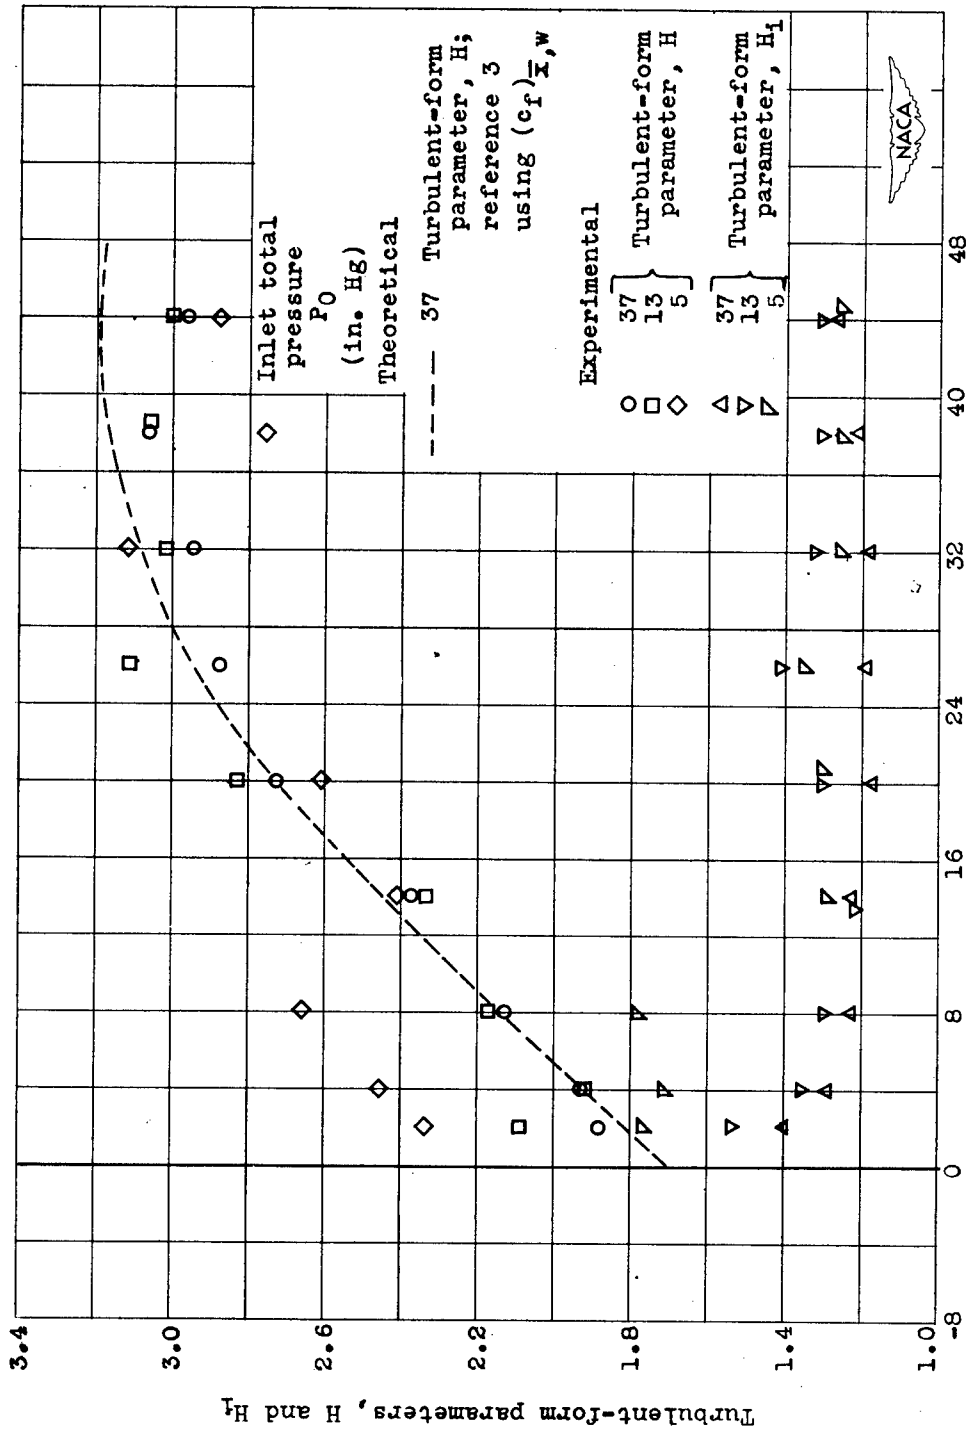 Turbulent-form parameters, H and Hi
3.4
3.0
2.6
2.2
1.8
1.4
1.0
-8
0
8
16
24
32
40
48
Inlet total
pressure
P0
(in. Hg)
Theoretical
37 Turbulent-form
parameter, H;
reference 3
using (cf)x̄,w
Experimental
37
13
5
Turbulent-form
parameter, H
37
13
5
Turbulent-form
parameter, Hi
NACA